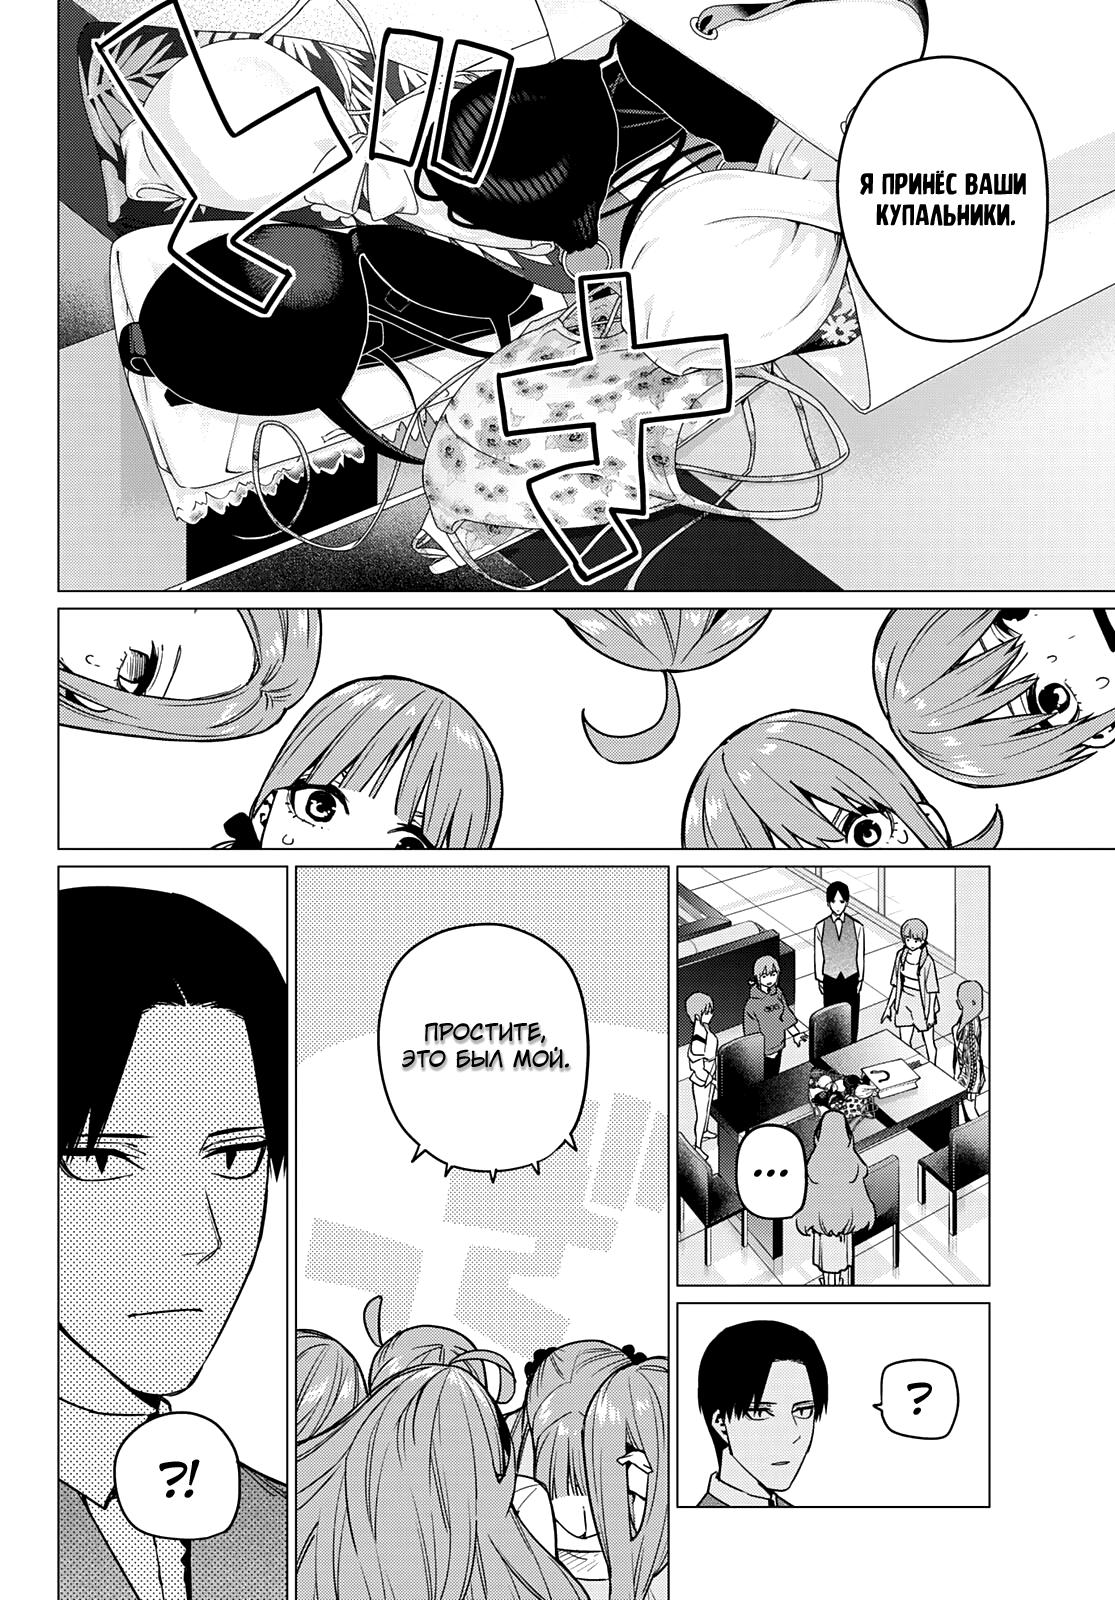 Я ПРИНЁС ВАШИ
КУПАЛЬНИКИ.
...
?
ПРОСТИТЕ,
ЭТО БЫЛ МОЙ.
?!